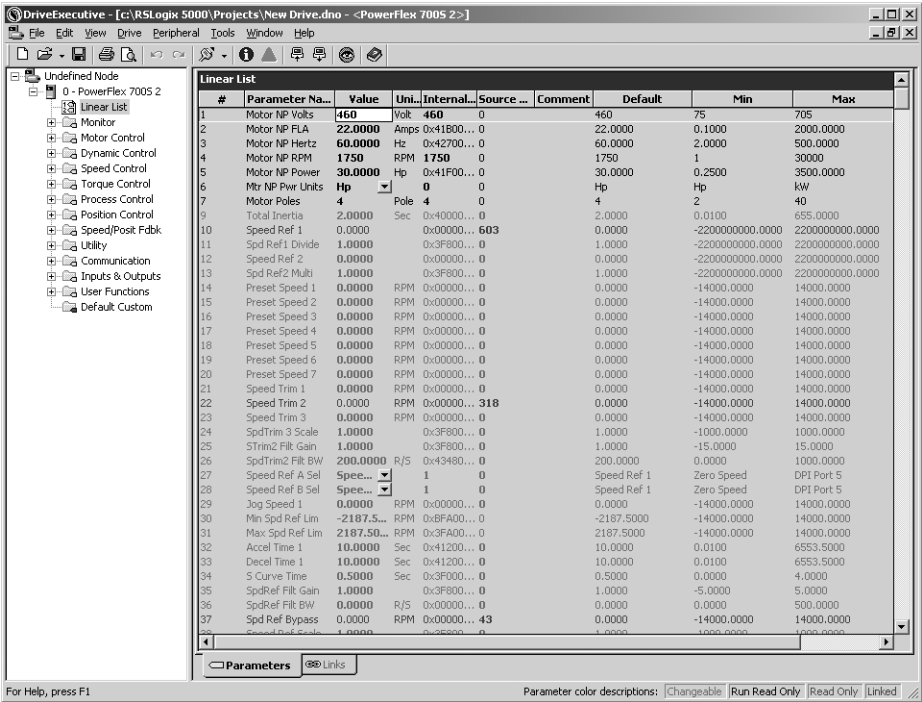 DriveExecutive - [c:\RSLogix 5000\Projects\New Drive.dno - <PowerFlex 700S 2>]
File Edit View Drive Peripheral Tools Window Help
Undefined Node
0 - PowerFlex 700S 2
Linear List
Monitor
Motor Control
Dynamic Control
Speed Control
Torque Control
Process Control
Position Control
Speed/Posit Fdbk
Utility
Communication
Inputs & Outputs
User Functions
Default Custom
Linear List
# Parameter Na... Value Uni... Internal... Source ... Comment Default Min Max
1 Motor NP Volts 460 Volt 460 0 460 75 705
2 Motor NP FLA 22.0000 Amps 0x41B00... 0 22.0000 0.1000 2000.0000
3 Motor NP Hertz 60.0000 Hz 0x42700... 0 60.0000 2.0000 500.0000
4 Motor NP RPM 1750 RPM 1750 0 1750 1 30000
5 Motor NP Power 30.0000 Hp 0x41F00... 0 30.0000 0.2500 3500.0000
6 Mtr NP Pwr Units Hp 0 0 Hp Hp kW
7 Motor Poles 4 Pole 4 0 4 2 40
9 Total Inertia 2.0000 Sec 0x40000... 0 2.0000 0.0100 655.0000
10 Speed Ref 1 0.0000 0x00000... 603 0.0000 -2200000000.0000 2200000000.0000
11 Spd Ref1 Divide 1.0000 0x3F800... 0 1.0000 -2200000000.0000 2200000000.0000
12 Speed Ref 2 0.0000 0x00000... 0 0.0000 -2200000000.0000 2200000000.0000
13 Spd Ref2 Multi 1.0000 0x3F800... 0 1.0000 -2200000000.0000 2200000000.0000
14 Preset Speed 1 0.0000 RPM 0x00000... 0 0.0000 -14000.0000 14000.0000
15 Preset Speed 2 0.0000 RPM 0x00000... 0 0.0000 -14000.0000 14000.0000
16 Preset Speed 3 0.0000 RPM 0x00000... 0 0.0000 -14000.0000 14000.0000
17 Preset Speed 4 0.0000 RPM 0x00000... 0 0.0000 -14000.0000 14000.0000
18 Preset Speed 5 0.0000 RPM 0x00000... 0 0.0000 -14000.0000 14000.0000
19 Preset Speed 6 0.0000 RPM 0x00000... 0 0.0000 -14000.0000 14000.0000
20 Preset Speed 7 0.0000 RPM 0x00000... 0 0.0000 -14000.0000 14000.0000
21 Speed Trim 1 0.0000 RPM 0x00000... 0 0.0000 -14000.0000 14000.0000
22 Speed Trim 2 0.0000 RPM 0x00000... 318 0.0000 -14000.0000 14000.0000
23 Speed Trim 3 0.0000 RPM 0x00000... 0 0.0000 -14000.0000 14000.0000
24 SpdTrim 3 Scale 1.0000 0x3F800... 0 1.0000 -1000.0000 1000.0000
25 STrim2 Filt Gain 1.0000 0x3F800... 0 1.0000 -15.0000 15.0000
26 SpdTrim2 Filt BW 200.0000 R/S 0x43480... 0 200.0000 0.0000 1000.0000
27 Speed Ref A Sel Spee... 1 0 Speed Ref 1 Zero Speed DPI Port 5
28 Speed Ref B Sel Spee... 1 0 Speed Ref 1 Zero Speed DPI Port 5
29 Jog Speed 1 0.0000 RPM 0x00000... 0 0.0000 -14000.0000 14000.0000
30 Min Spd Ref Lim -2187.5... RPM 0xBFA00... 0 -2187.5000 -14000.0000 14000.0000
31 Max Spd Ref Lim 2187.50... RPM 0x3FA00... 0 2187.5000 -14000.0000 14000.0000
32 Accel Time 1 10.0000 Sec 0x41200... 0 10.0000 0.0100 6553.5000
33 Decel Time 1 10.0000 Sec 0x41200... 0 10.0000 0.0100 6553.5000
34 S Curve Time 0.5000 Sec 0x3F000... 0 0.5000 0.0000 4.0000
35 SpdRef Filt Gain 1.0000 0x3F800... 0 1.0000 -5.0000 5.0000
36 SpdRef Filt BW 0.0000 R/S 0x00000... 0 0.0000 0.0000 500.0000
37 Spd Ref Bypass 0.0000 RPM 0x00000... 43 0.0000 -14000.0000 14000.0000
Parameters Links
For Help, press F1 Parameter color descriptions: Changeable Run Read Only Read Only Linked